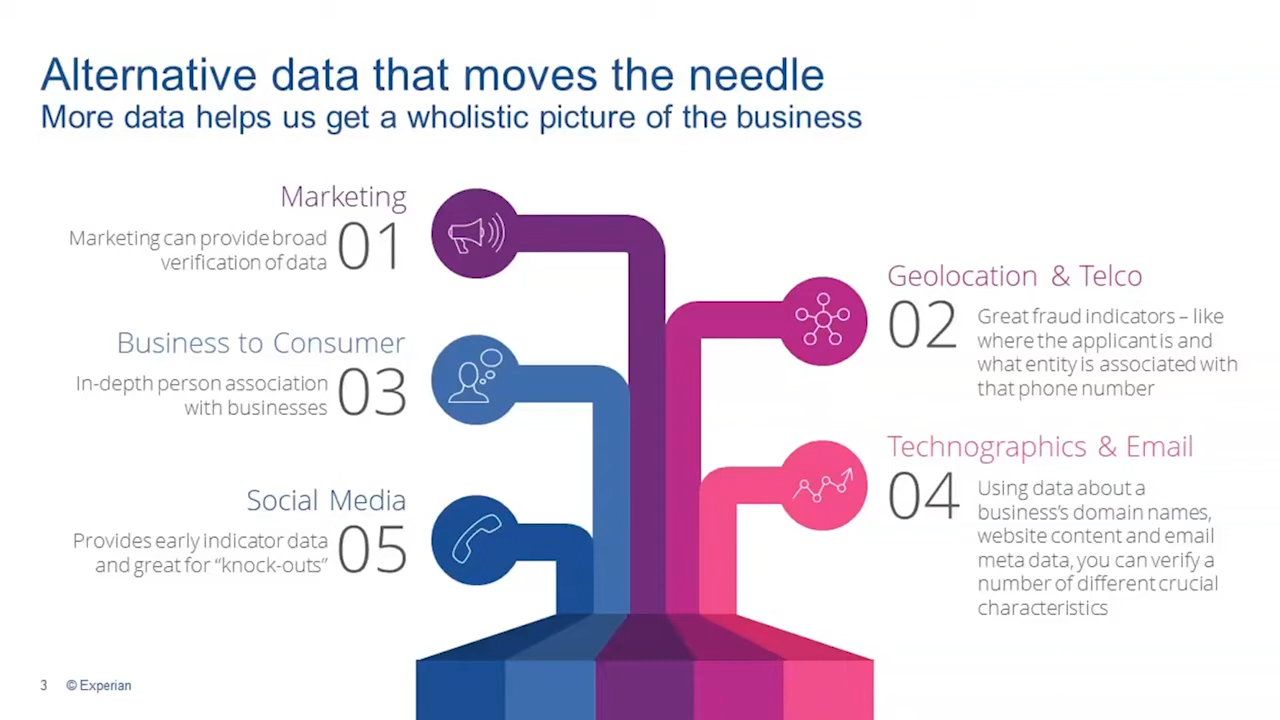 Alternative data that moves the needle
More data helps us get a wholistic picture of the business
Marketing
01
Marketing can provide broad
verification of data
Geolocation & Telco
02
Great fraud indicators – like
where the applicant is and
what entity is associated with
that phone number
Business to Consumer
03
In-depth person association
with businesses
Technographics & Email
04
Using data about a
business’s domain names,
website content and email
meta data, you can verify a
number of different crucial
characteristics
Social Media
05
Provides early indicator data
and great for “knock-outs”
3 © Experian